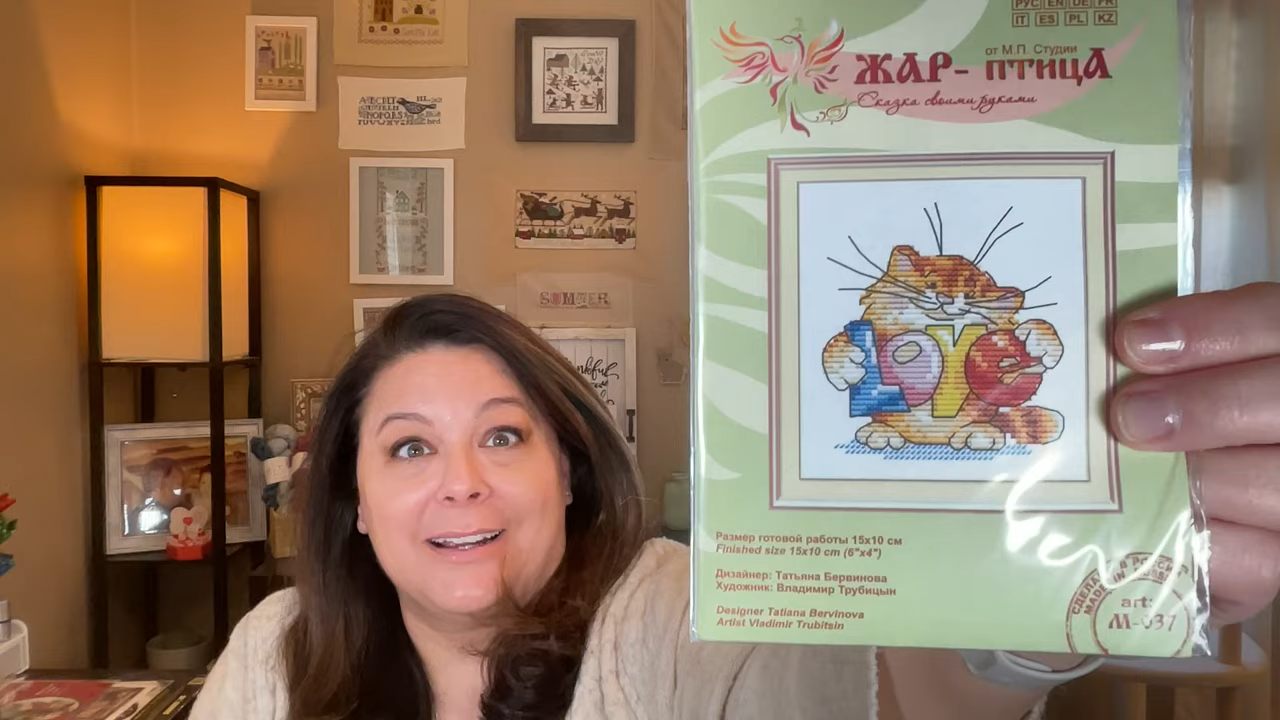 РУС EN DE FR
IT ES PL KZ
от М.П. Студии
ЖАР-ПТИЦА
Сказка своими руками
LOVE
Размер готовой работы 15x10 см
Finished size 15x10 cm (6"x4")
Дизайнер: Татьяна Бервинова
Художник: Владимир Трубицын
Designer Tatiana Bervinova
Artist Vladimir Trubitsin
art:
М-037
SUMMER